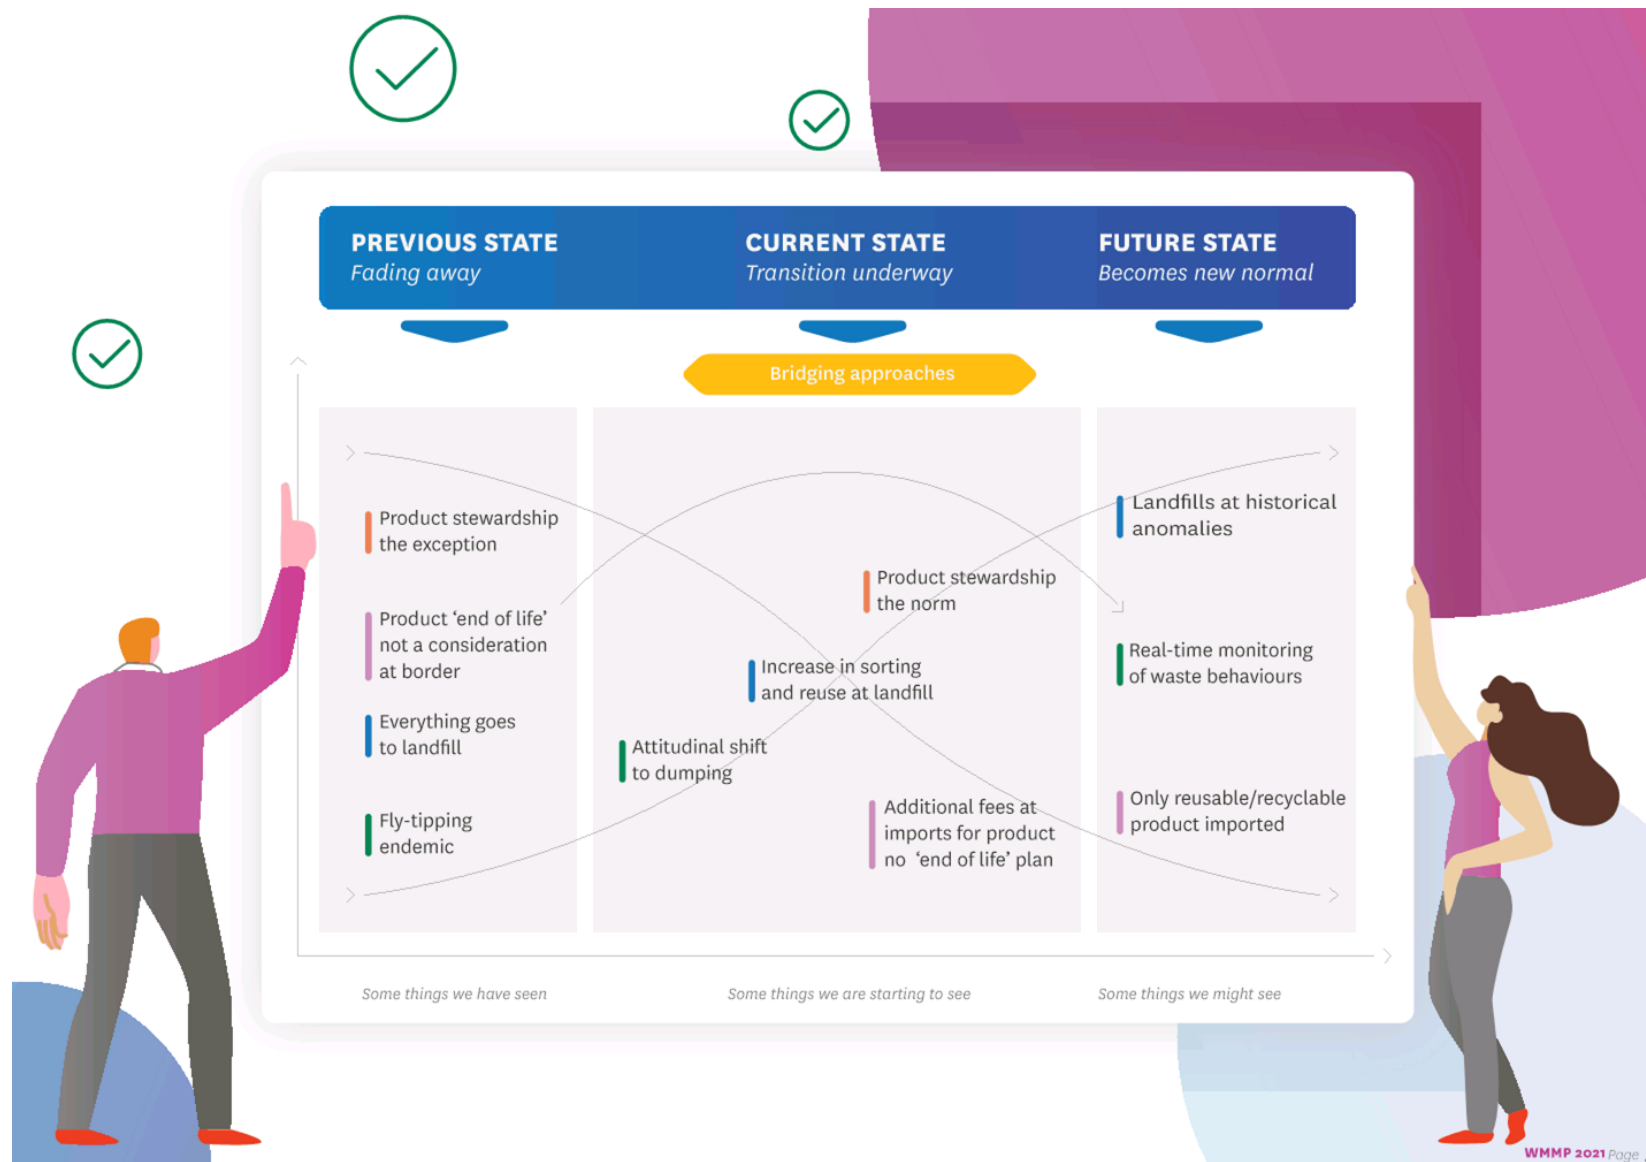 PREVIOUS STATE
Fading away
CURRENT STATE
Transition underway
FUTURE STATE
Becomes new normal
Bridging approaches
Product stewardship
the exception
Product ‘end of life’
not a consideration
at border
Everything goes
to landfill
Fly-tipping
endemic
Product stewardship
the norm
Increase in sorting
and reuse at landfill
Attitudinal shift
to dumping
Additional fees at
imports for product
no ‘end of life’ plan
Landfills at historical
anomalies
Real-time monitoring
of waste behaviours
Only reusable/recyclable
product imported
Some things we have seen
Some things we are starting to see
Some things we might see
WMMP 2021 Page